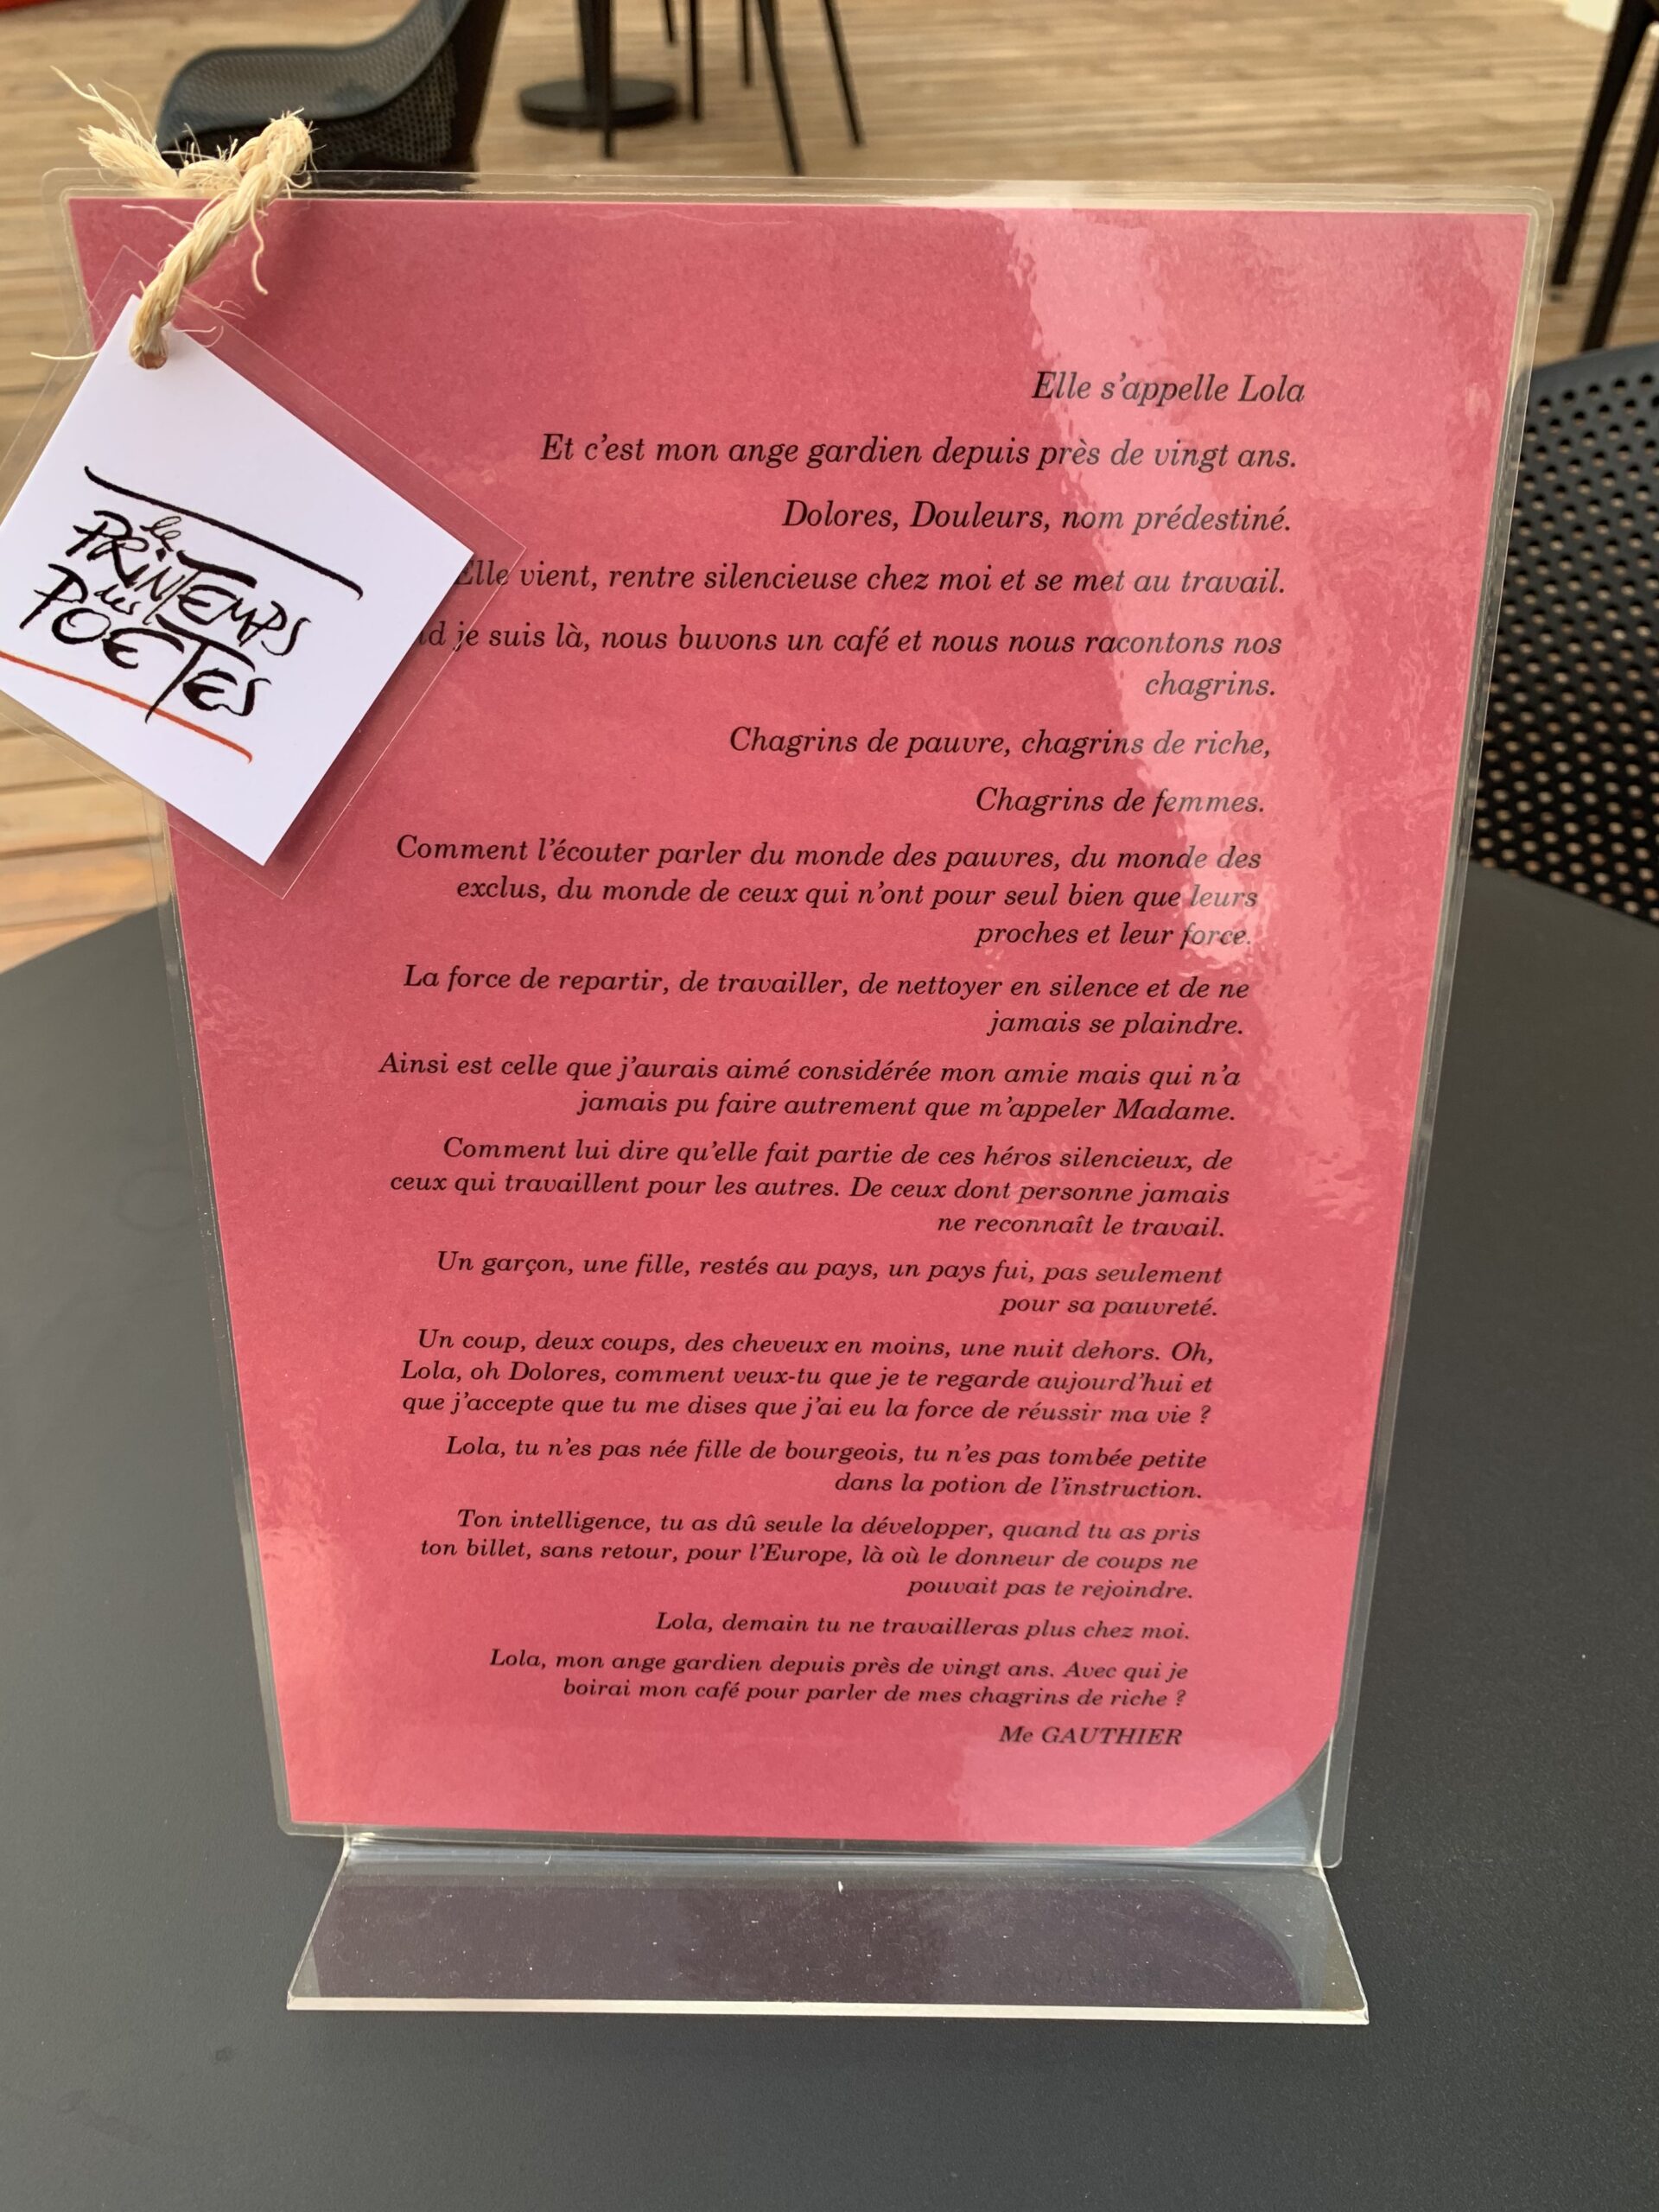 le
PRINTEMPS
des
POETES
Elle s'appelle Lola
Et c'est mon ange gardien depuis près de vingt ans.
Dolores, Douleurs, nom prédestiné.
Elle vient, rentre silencieuse chez moi et se met au travail.
je suis là, nous buvons un café et nous nous racontons nos
chagrins.
Chagrins de pauvre, chagrins de riche,
Chagrins de femmes.
Comment l'écouter parler du monde des pauvres, du monde des
exclus, du monde de ceux qui n'ont pour seul bien que leurs
proches et leur force.
La force de repartir, de travailler, de nettoyer en silence et de ne
jamais se plaindre.
Ainsi est celle que j'aurais aimé considérée mon amie mais qui n'a
jamais pu faire autrement que m'appeler Madame.
Comment lui dire qu'elle fait partie de ces héros silencieux, de
ceux qui travaillent pour les autres. De ceux dont personne jamais
ne reconnaît le travail.
Un garçon, une fille, restés au pays, un pays fui, pas seulement
pour sa pauvreté.
Un coup, deux coups, des cheveux en moins, une nuit dehors. Oh,
Lola, oh Dolores, comment veux-tu que je te regarde aujourd'hui et
que j'accepte que tu me dises que j'ai eu la force de réussir ma vie ?
Lola, tu n'es pas née fille de bourgeois, tu n'es pas tombée petite
dans la potion de l'instruction.
Ton intelligence, tu as dû seule la développer, quand tu as pris
ton billet, sans retour, pour l'Europe, là où le donneur de coups ne
pouvait pas te rejoindre.
Lola, demain tu ne travailleras plus chez moi.
Lola, mon ange gardien depuis près de vingt ans. Avec qui je
boirai mon café pour parler de mes chagrins de riche ?
Me GAUTHIER